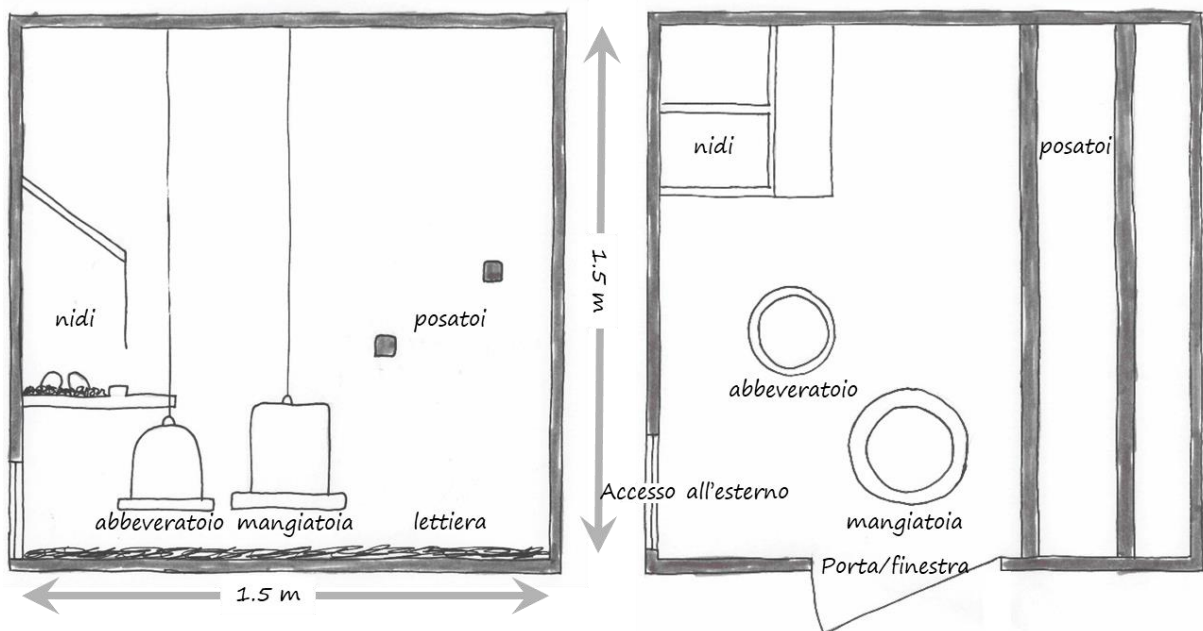 nidi
posatoi
abbeveratoio
mangiatoia
lettiera
1.5 m
1.5 m
nidi
posatoi
abbeveratoio
Accesso all'esterno
mangiatoia
Porta/finestra